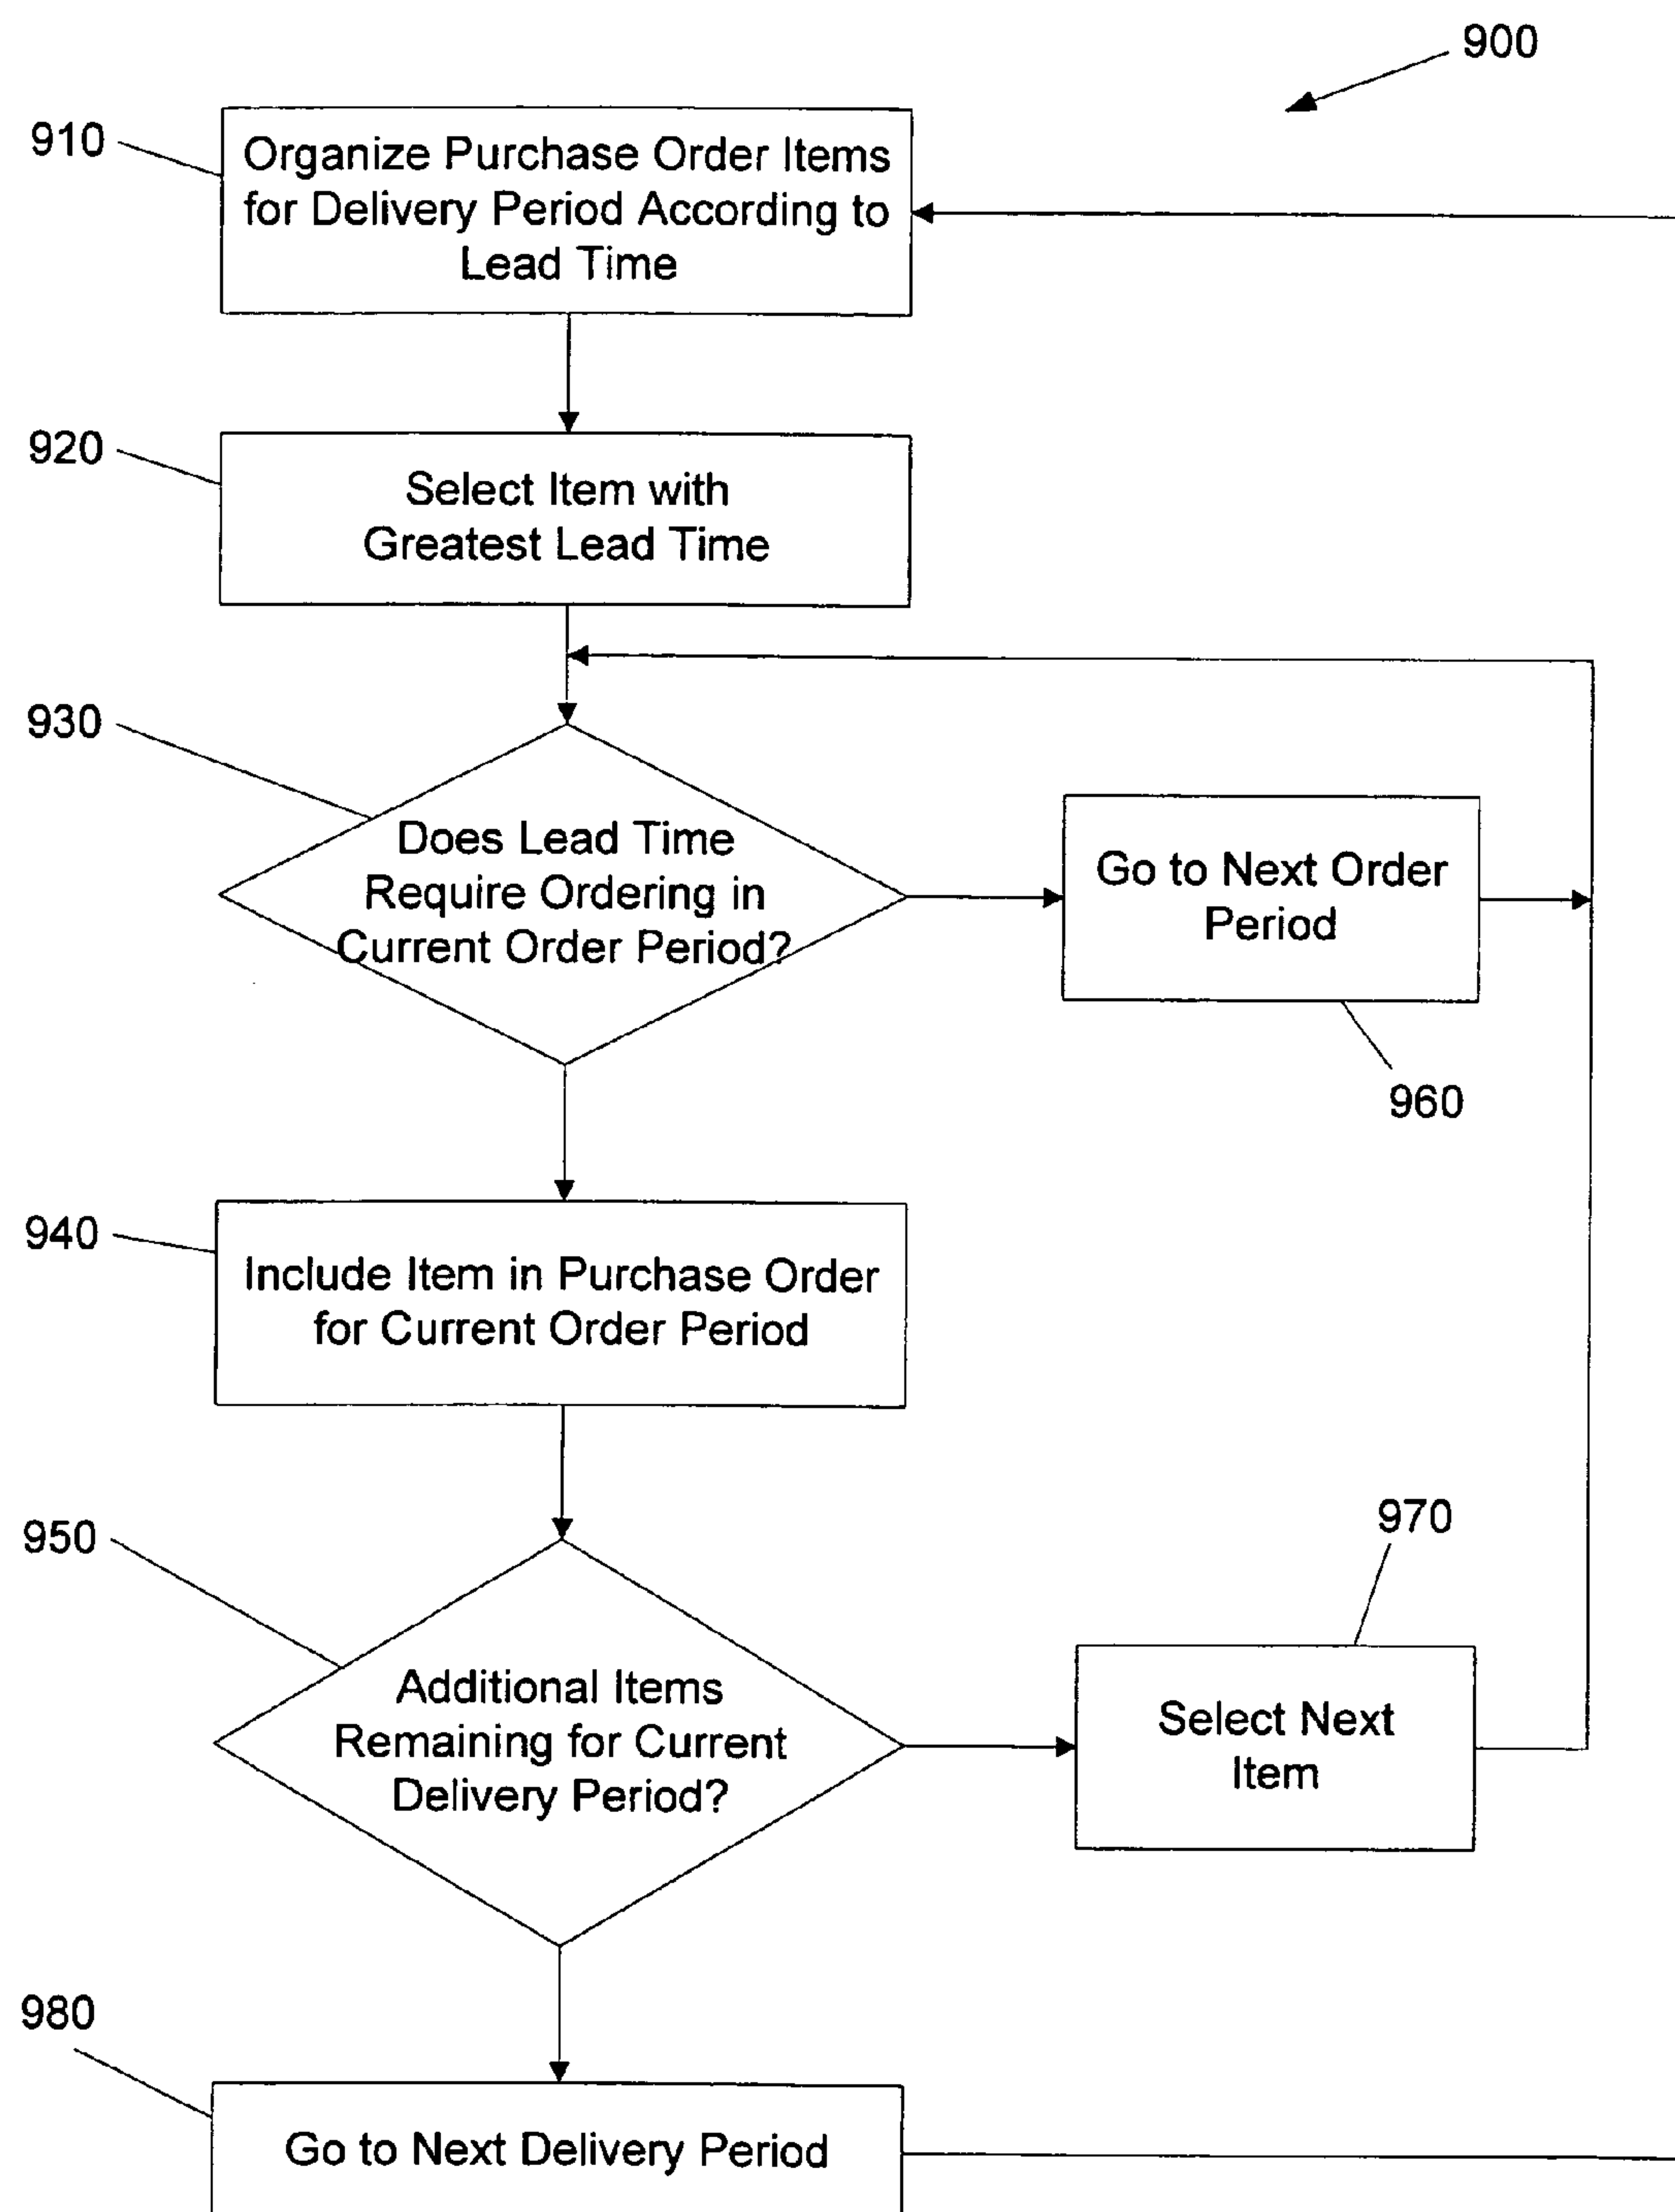 900
910
Organize Purchase Order Items
for Delivery Period According to
Lead Time
920
Select Item with
Greatest Lead Time
930
Does Lead Time
Require Ordering in
Current Order Period?
Go to Next Order
Period
960
940
Include Item in Purchase Order
for Current Order Period
950
Additional Items
Remaining for Current
Delivery Period?
970
Select Next
Item
980
Go to Next Delivery Period